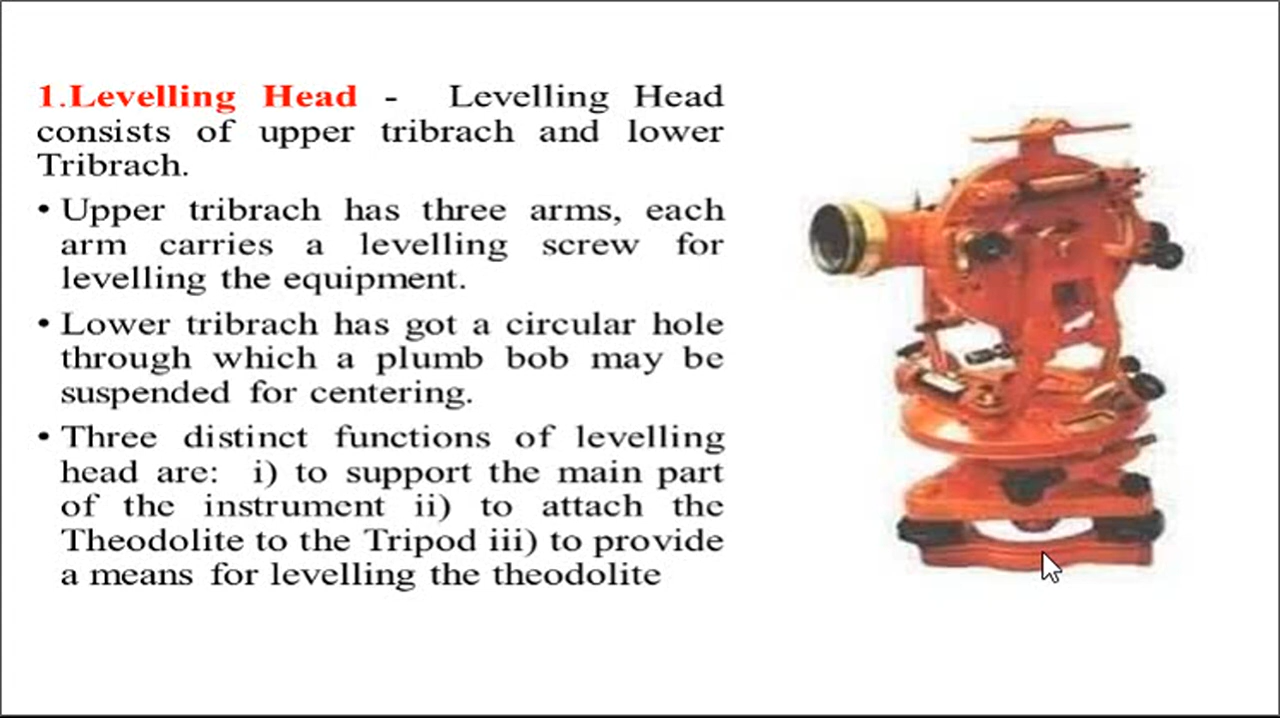 1.Levelling Head - Levelling Head
consists of upper tribrach and lower
Tribrach.
• Upper tribrach has three arms, each
arm carries a levelling screw for
levelling the equipment.
• Lower tribrach has got a circular hole
through which a plumb bob may be
suspended for centering.
• Three distinct functions of levelling
head are: i) to support the main part
of the instrument ii) to attach the
Theodolite to the Tripod iii) to provide
a means for levelling the theodolite